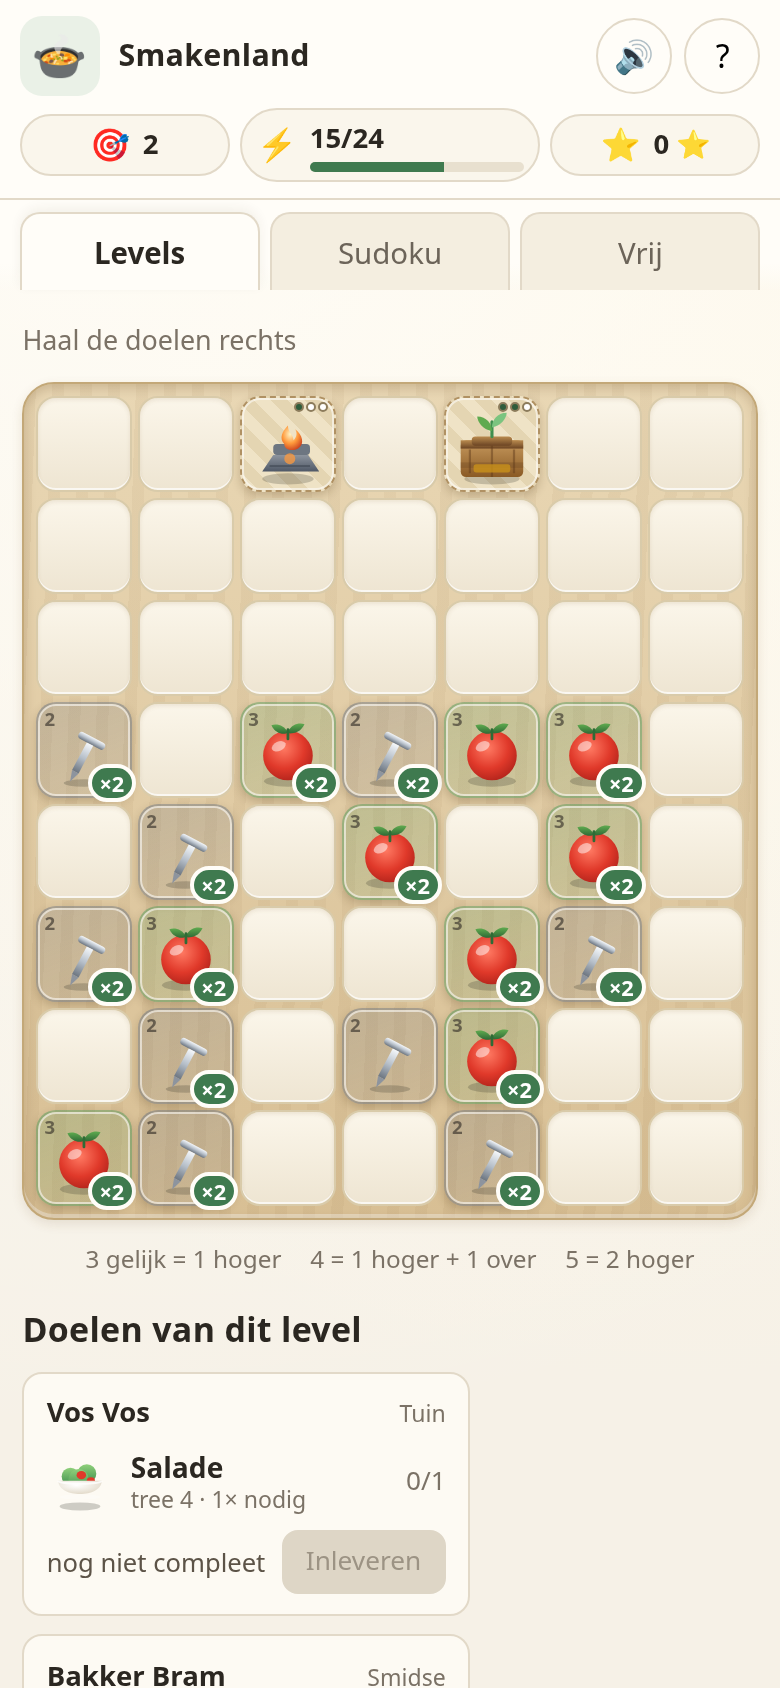 Smakenland
?
2
15/24
0
Levels
Sudoku
Vrij
Haal de doelen rechts
2 ×2
3 ×2
2 ×2
3
3 ×2
2 ×2
3 ×2
3 ×2
2 ×2
3 ×2
3 ×2
2 ×2
2 ×2
2
3 ×2
3 ×2
2 ×2
2 ×2
3 gelijk = 1 hoger 4 = 1 hoger + 1 over 5 = 2 hoger
Doelen van dit level
Vos Vos
Tuin
Salade
tree 4 · 1× nodig
0/1
nog niet compleet
Inleveren
Bakker Bram
Smidse